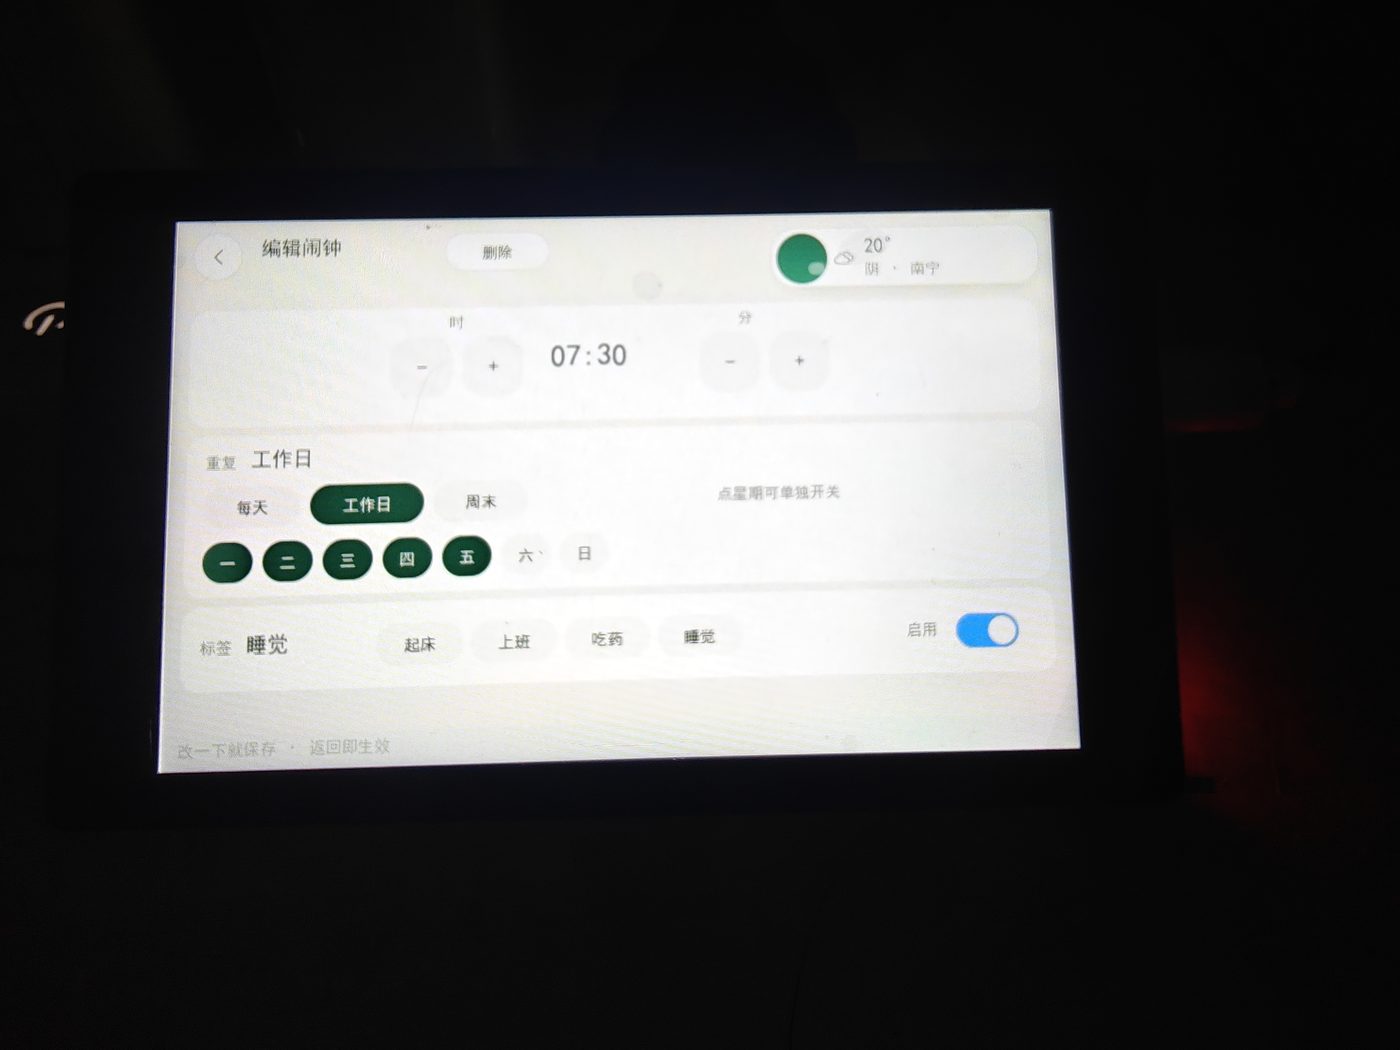 编辑闹钟
删除
20°
阴 · 南宁
时
分
- + 07:30 - +
重复 工作日
每天 工作日 周末
点星期可单独开关
一 二 三 四 五 六 日
标签 睡觉 起床 上班 吃药 睡觉 启用
改一下就保存 · 返回即生效